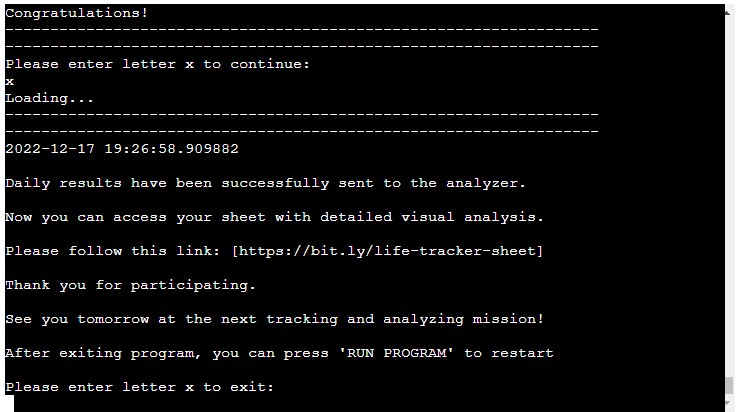 Congratulations!
------------------------------------------------------------------
------------------------------------------------------------------
Please enter letter x to continue:
x
Loading...
------------------------------------------------------------------
------------------------------------------------------------------
2022-12-17 19:26:58.909882
Daily results have been successfully sent to the analyzer.
Now you can access your sheet with detailed visual analysis.
Please follow this link: [https://bit.ly/life-tracker-sheet]
Thank you for participating.
See you tomorrow at the next tracking and analyzing mission!
After exiting program, you can press 'RUN PROGRAM' to restart
Please enter letter x to exit: